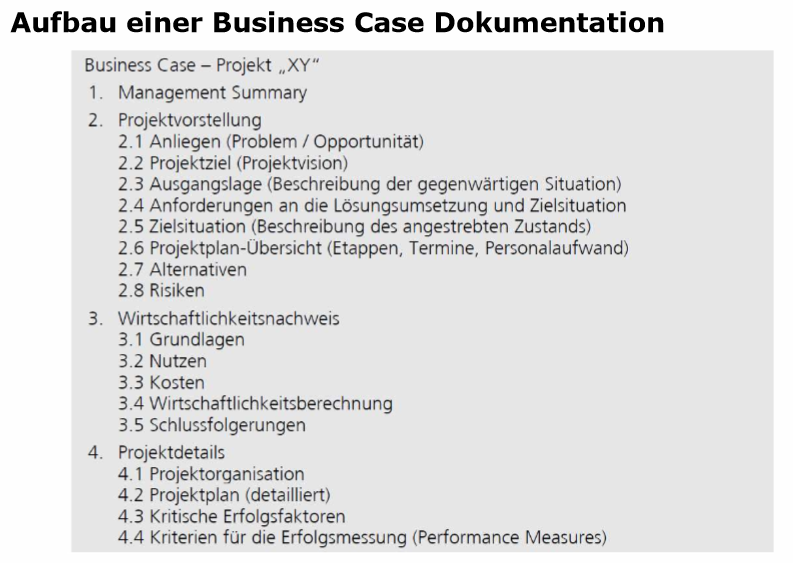 Aufbau einer Business Case Dokumentation
Business Case – Projekt „XY“
1. Management Summary
2. Projektvorstellung
2.1 Anliegen (Problem / Opportunität)
2.2 Projektziel (Projektvision)
2.3 Ausgangslage (Beschreibung der gegenwärtigen Situation)
2.4 Anforderungen an die Lösungsumsetzung und Zielsituation
2.5 Zielsituation (Beschreibung des angestrebten Zustands)
2.6 Projektplan-Übersicht (Etappen, Termine, Personalaufwand)
2.7 Alternativen
2.8 Risiken
3. Wirtschaftlichkeitsnachweis
3.1 Grundlagen
3.2 Nutzen
3.3 Kosten
3.4 Wirtschaftlichkeitsberechnung
3.5 Schlussfolgerungen
4. Projektdetails
4.1 Projektorganisation
4.2 Projektplan (detailliert)
4.3 Kritische Erfolgsfaktoren
4.4 Kriterien für die Erfolgsmessung (Performance Measures)